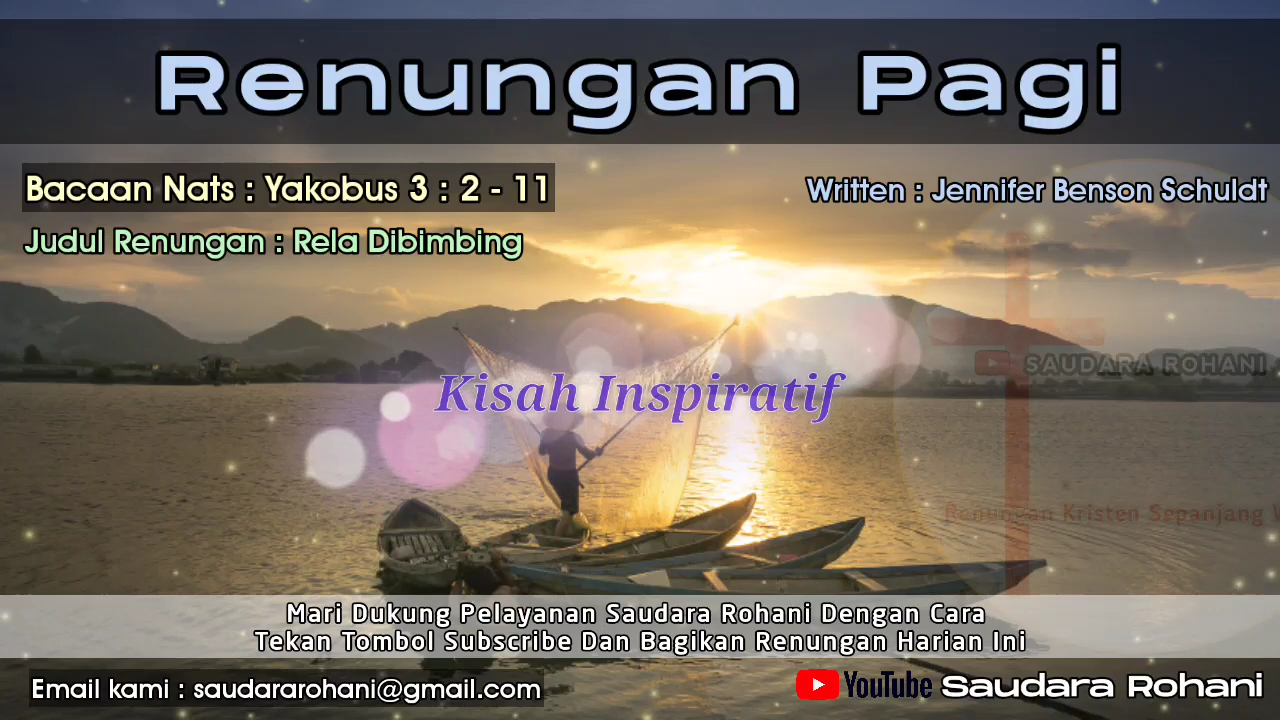 Renungan Pagi
Bacaan Nats : Yakobus 3 : 2 - 11
Written : Jennifer Benson Schuldt
Judul Renungan : Rela Dibimbing
SAUDARA ROHANI
Kisah Inspiratif
Renungan Kristen Sepanjang
Mari Dukung Pelayanan Saudara Rohani Dengan Cara
Tekan Tombol Subscribe Dan Bagikan Renungan Harian Ini
Email kami : saudararohani@gmail.com
YouTube Saudara Rohani